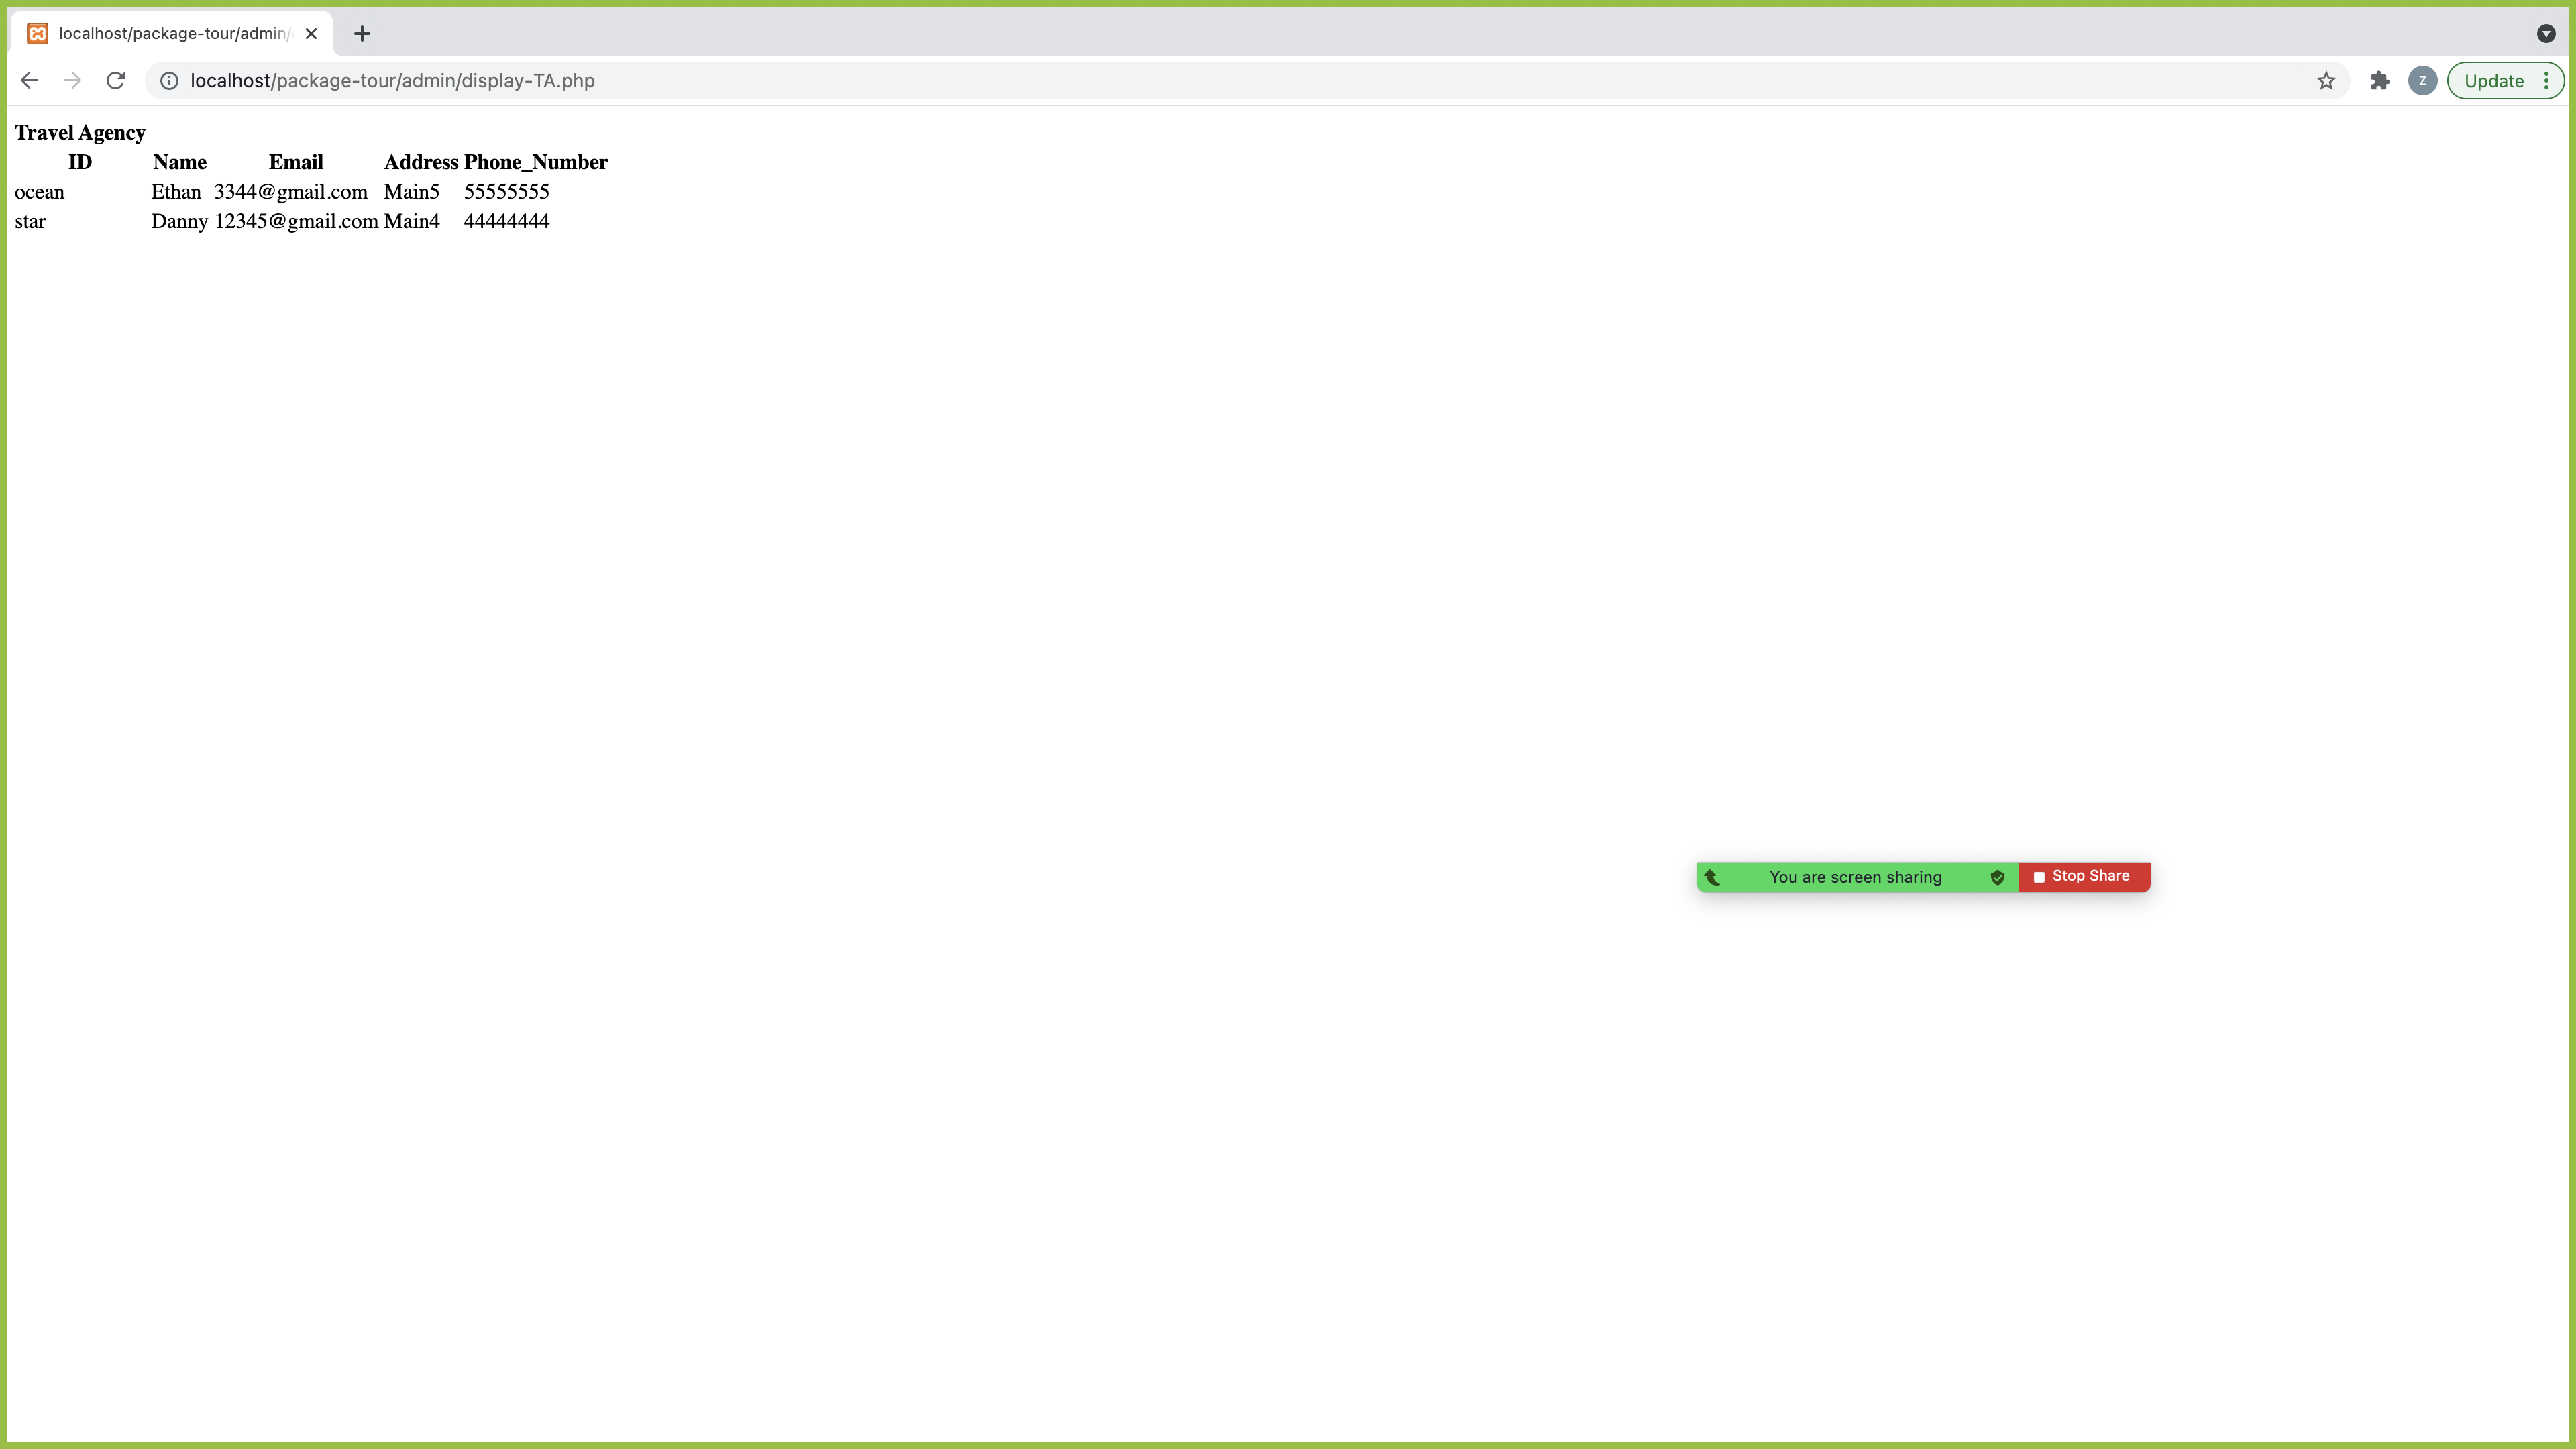 localhost/package-tour/admin/
localhost/package-tour/admin/display-TA.php
Z
Update
Travel Agency
ID Name Email Address Phone_Number
ocean Ethan 3344@gmail.com Main5 55555555
star Danny 12345@gmail.com Main4 44444444
You are screen sharing Stop Share